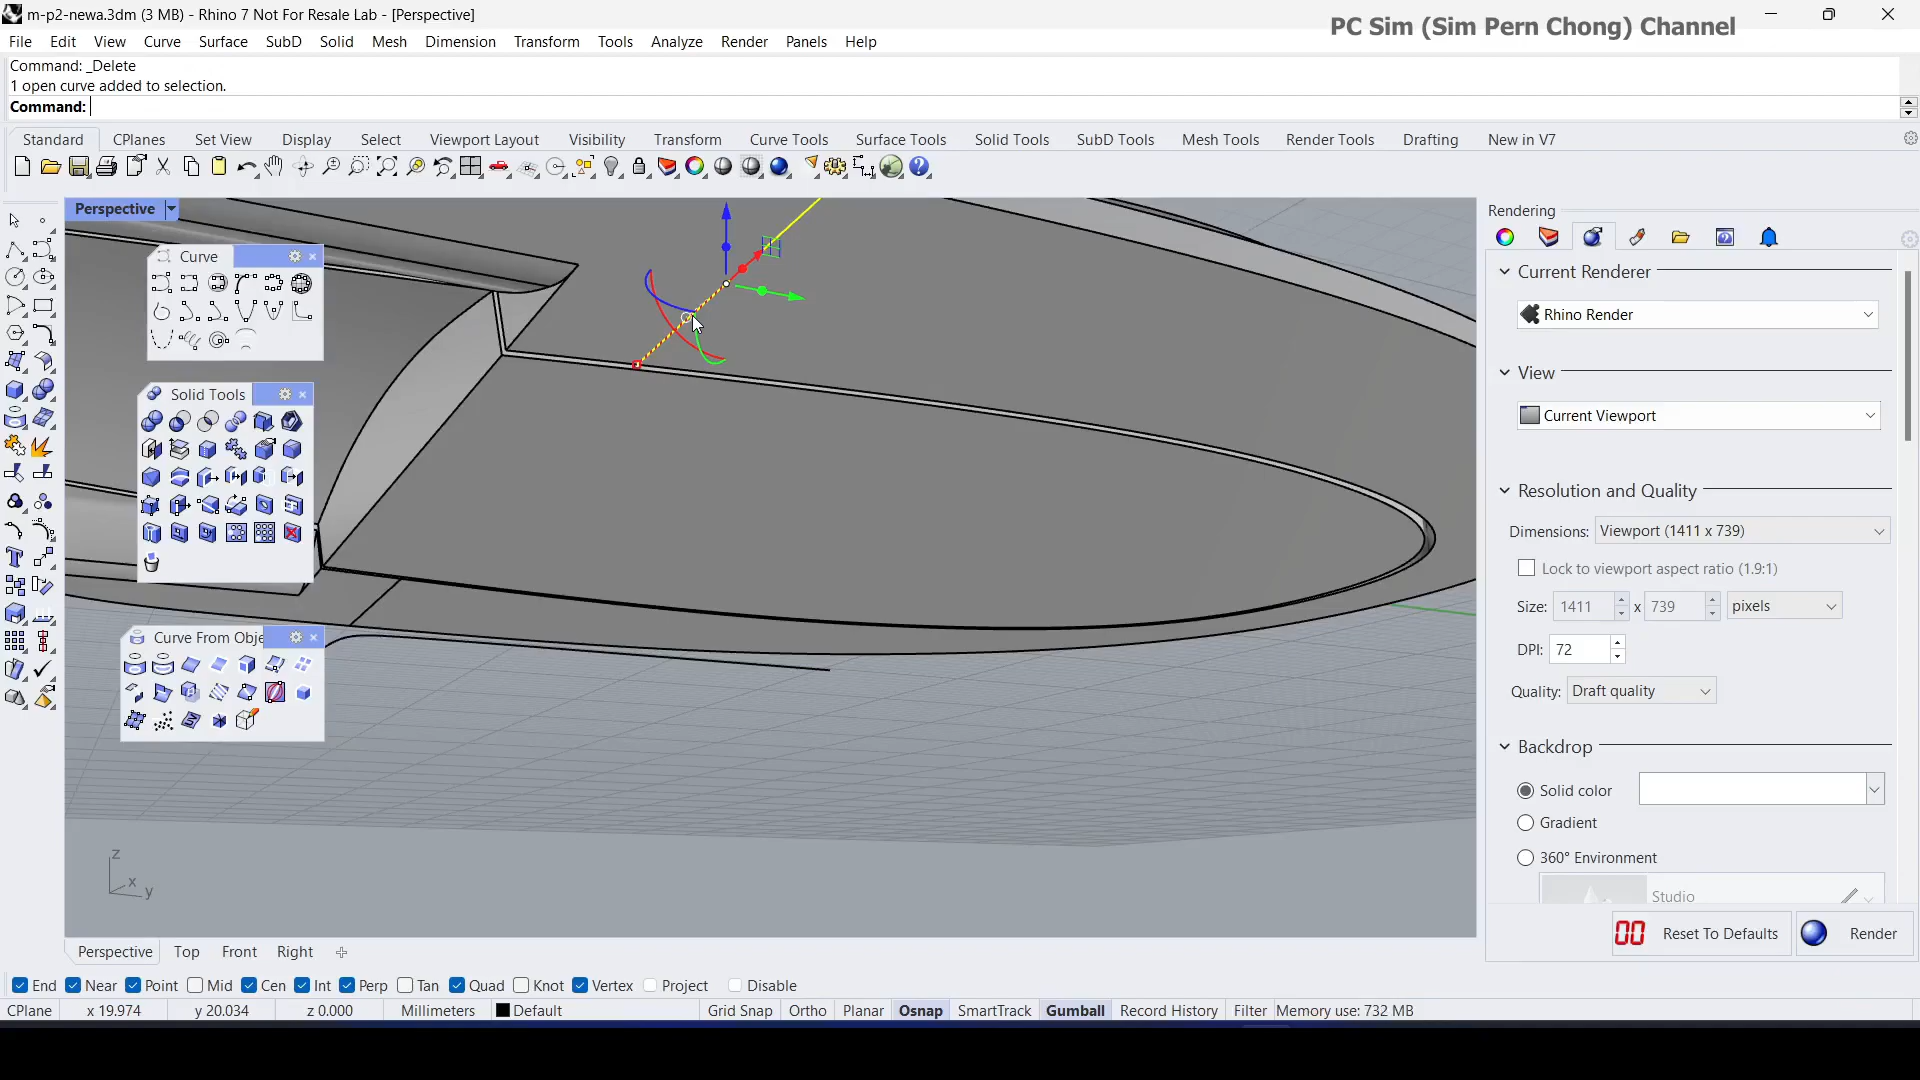 m-p2-newa.3dm (3 MB) - Rhino 7 Not For Resale Lab - [Perspective]
PC Sim (Sim Pern Chong) Channel
File Edit View Curve Surface SubD Solid Mesh Dimension Transform Tools Analyze Render Panels Help
Command: _Delete
1 open curve added to selection.
Command:
Standard CPlanes Set View Display Select Viewport Layout Visibility Transform Curve Tools Surface Tools Solid Tools SubD Tools Mesh Tools Render Tools Drafting New in V7
Perspective
Curve
Solid Tools
Curve From Obje
z
x
y
Rendering
Current Renderer
Rhino Render
View
Current Viewport
Resolution and Quality
Dimensions: Viewport (1411 x 739)
Lock to viewport aspect ratio (1.9:1)
Size: 1411 x 739 pixels
DPI: 72
Quality: Draft quality
Backdrop
Solid color
Gradient
360° Environment
Studio
Reset To Defaults Render
Perspective Top Front Right
End Near Point Mid Cen Int Perp Tan Quad Knot Vertex Project Disable
CPlane x 19.974 y 20.034 z 0.000 Millimeters Default Grid Snap Ortho Planar Osnap SmartTrack Gumball Record History Filter Memory use: 732 MB